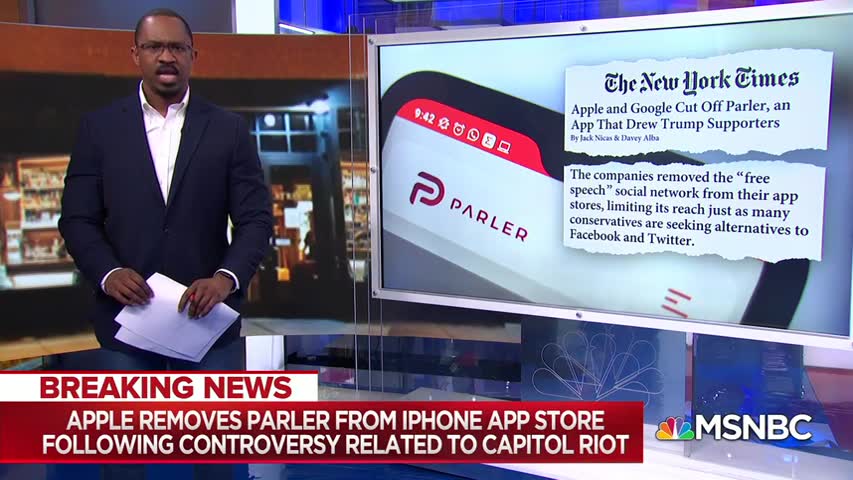 The New York Times
Apple and Google Cut Off Parler, an
App That Drew Trump Supporters
By Jack Nicas & Davey Alba
The companies removed the “free
speech” social network from their app
stores, limiting its reach just as many
conservatives are seeking alternatives to
Facebook and Twitter.
9:42
PARLER
BREAKING NEWS
APPLE REMOVES PARLER FROM IPHONE APP STORE
FOLLOWING CONTROVERSY RELATED TO CAPITOL RIOT
MSNBC